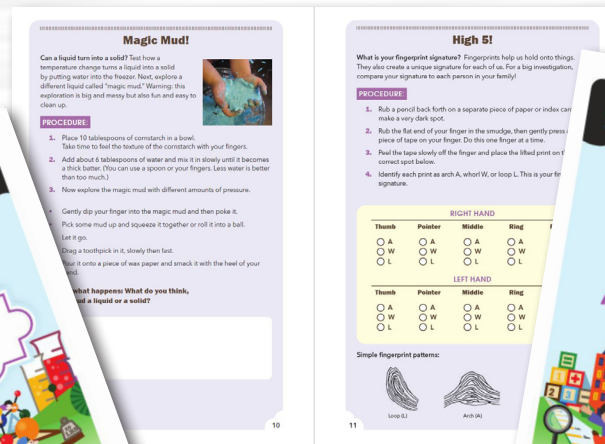 Magic Mud!
Can a liquid turn into a solid? Test how a
temperature change turns a liquid into a solid
by putting water into the freezer. Next, explore a
different liquid called "magic mud." Warning: this
exploration is big and messy but also fun and easy to
clean up.
PROCEDURE
1. Place 10 tablespoons of cornstarch in a bowl.
Take time to feel the texture of the cornstarch with your fingers.
2. Add about 6 tablespoons of water and mix it in slowly until it becomes
a thick batter. (You can use a spoon or your fingers. Less water is better
than too much.)
3. Now explore the magic mud with different amounts of pressure.
• Gently dip your finger into the magic mud and then poke it.
Pick some mud up and squeeze it together or roll it into a ball.
Let it go.
Drag a toothpick in it, slowly then fast.
it onto a piece of wax paper and smack it with the heel of your
what happens: What do you think,
a liquid or a solid?
10
High 5!
What is your fingerprint signature? Fingerprints help us hold onto things.
They also create a unique signature for each of us. For a big investigation,
compare your signature to each person in your family!
PROCEDURE
1. Rub a pencil back forth on a separate piece of paper or index
make a very dark spot.
2. Rub the flat end of your finger in the smudge, then gently press
piece of tape on your finger. Do this one finger at a time.
3. Peel the tape slowly off the finger and place the lifted print on
correct spot below.
4. Identify each print as arch A, whorl W, or loop L. This is your
signature.
RIGHT HAND
Thumb Pointer Middle Ring
A A A A
W W W W
L L L L
LEFT HAND
Thumb Pointer Middle Ring
A A A A
W W W W
L L L L
Simple fingerprint patterns:
Loop (L) Arch (A)
11